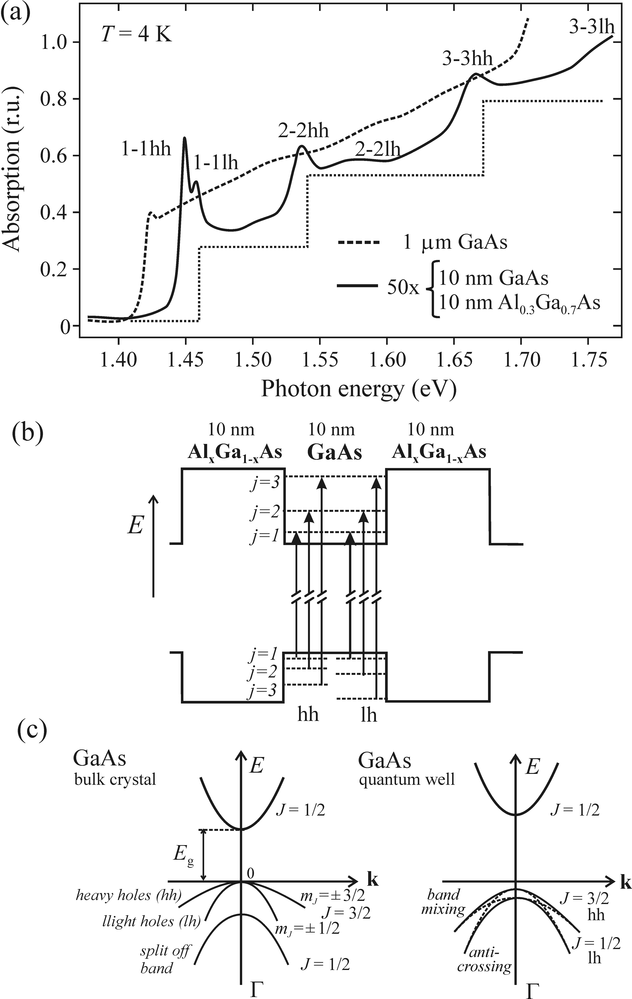 (a)
T = 4 K
3-3lh
3-3hh
2-2hh
2-2lh
1-1hh
1-1lh
Absorption (r.u.)
1.0
0.8
0.6
0.4
0.2
0
1 μm GaAs
50x { 10 nm GaAs
10 nm Al0.3Ga0.7As
1.40 1.45 1.50 1.55 1.60 1.65 1.70 1.75
Photon energy (eV)
(b)
10 nm 10 nm 10 nm
AlxGa1-xAs GaAs AlxGa1-xAs
j=3
j=2
j=1
E
j=1
j=2
j=3
hh lh
(c)
GaAs
bulk crystal
E
J = 1/2
Eg
0
k
heavy holes (hh)
mJ=±3/2
J = 3/2
llight holes (lh)
mJ=±1/2
split off
band
J = 1/2
Γ
GaAs
quantum well
E
J = 1/2
k
band
mixing
J = 3/2
hh
J = 1/2
lh
anti-
crossing
Γ